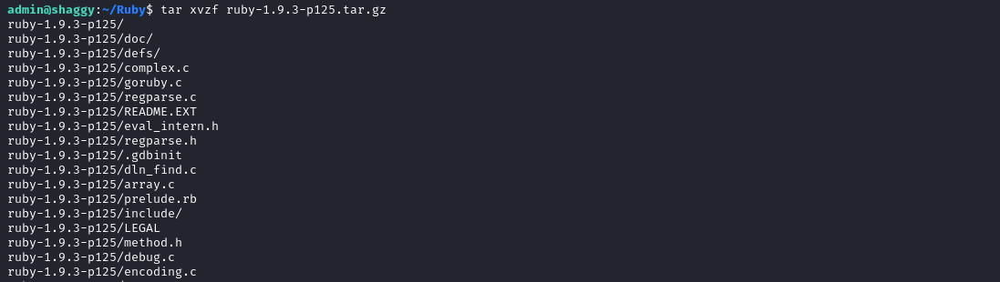 admin@shaggy:~/Ruby$ tar xvzf ruby-1.9.3-p125.tar.gz
ruby-1.9.3-p125/
ruby-1.9.3-p125/doc/
ruby-1.9.3-p125/defs/
ruby-1.9.3-p125/complex.c
ruby-1.9.3-p125/goruby.c
ruby-1.9.3-p125/regparse.c
ruby-1.9.3-p125/README.EXT
ruby-1.9.3-p125/eval_intern.h
ruby-1.9.3-p125/regparse.h
ruby-1.9.3-p125/.gdbinit
ruby-1.9.3-p125/dln_find.c
ruby-1.9.3-p125/array.c
ruby-1.9.3-p125/prelude.rb
ruby-1.9.3-p125/include/
ruby-1.9.3-p125/LEGAL
ruby-1.9.3-p125/method.h
ruby-1.9.3-p125/debug.c
ruby-1.9.3-p125/encoding.c